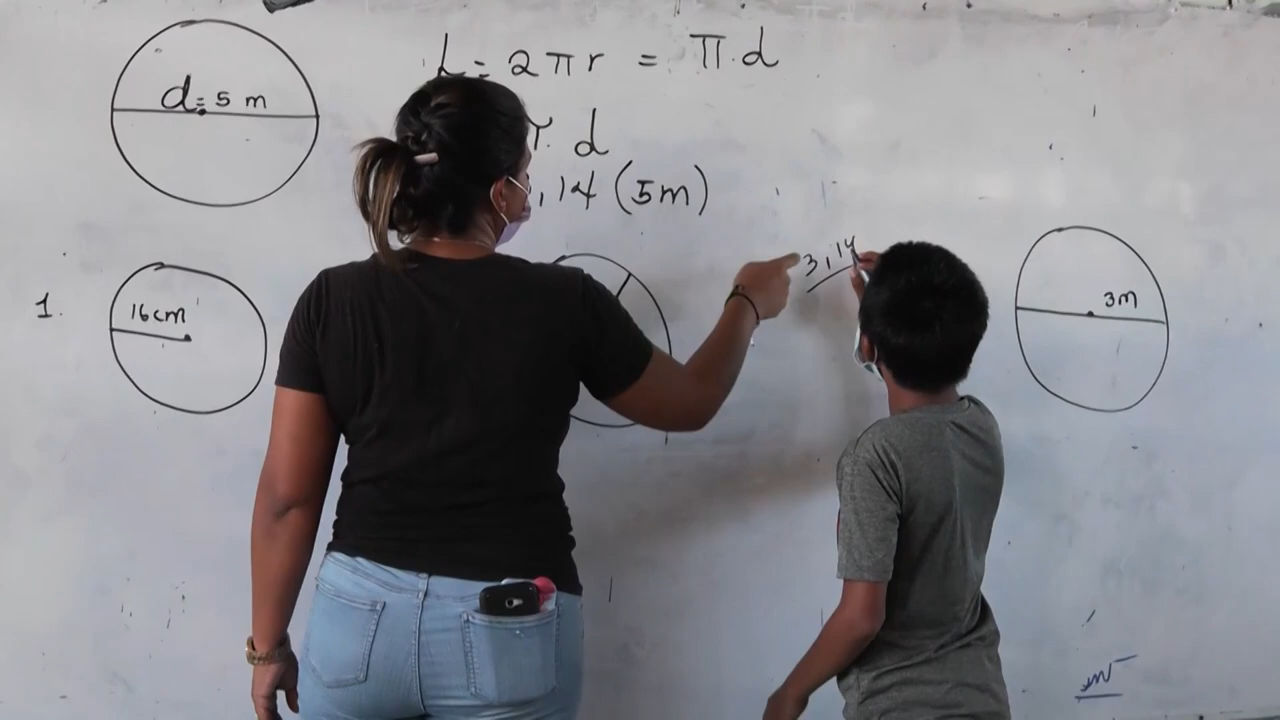 d=5 m
L= 2πr = π.d
. d
,14 (5m)
3,14
1.
16cm
3m